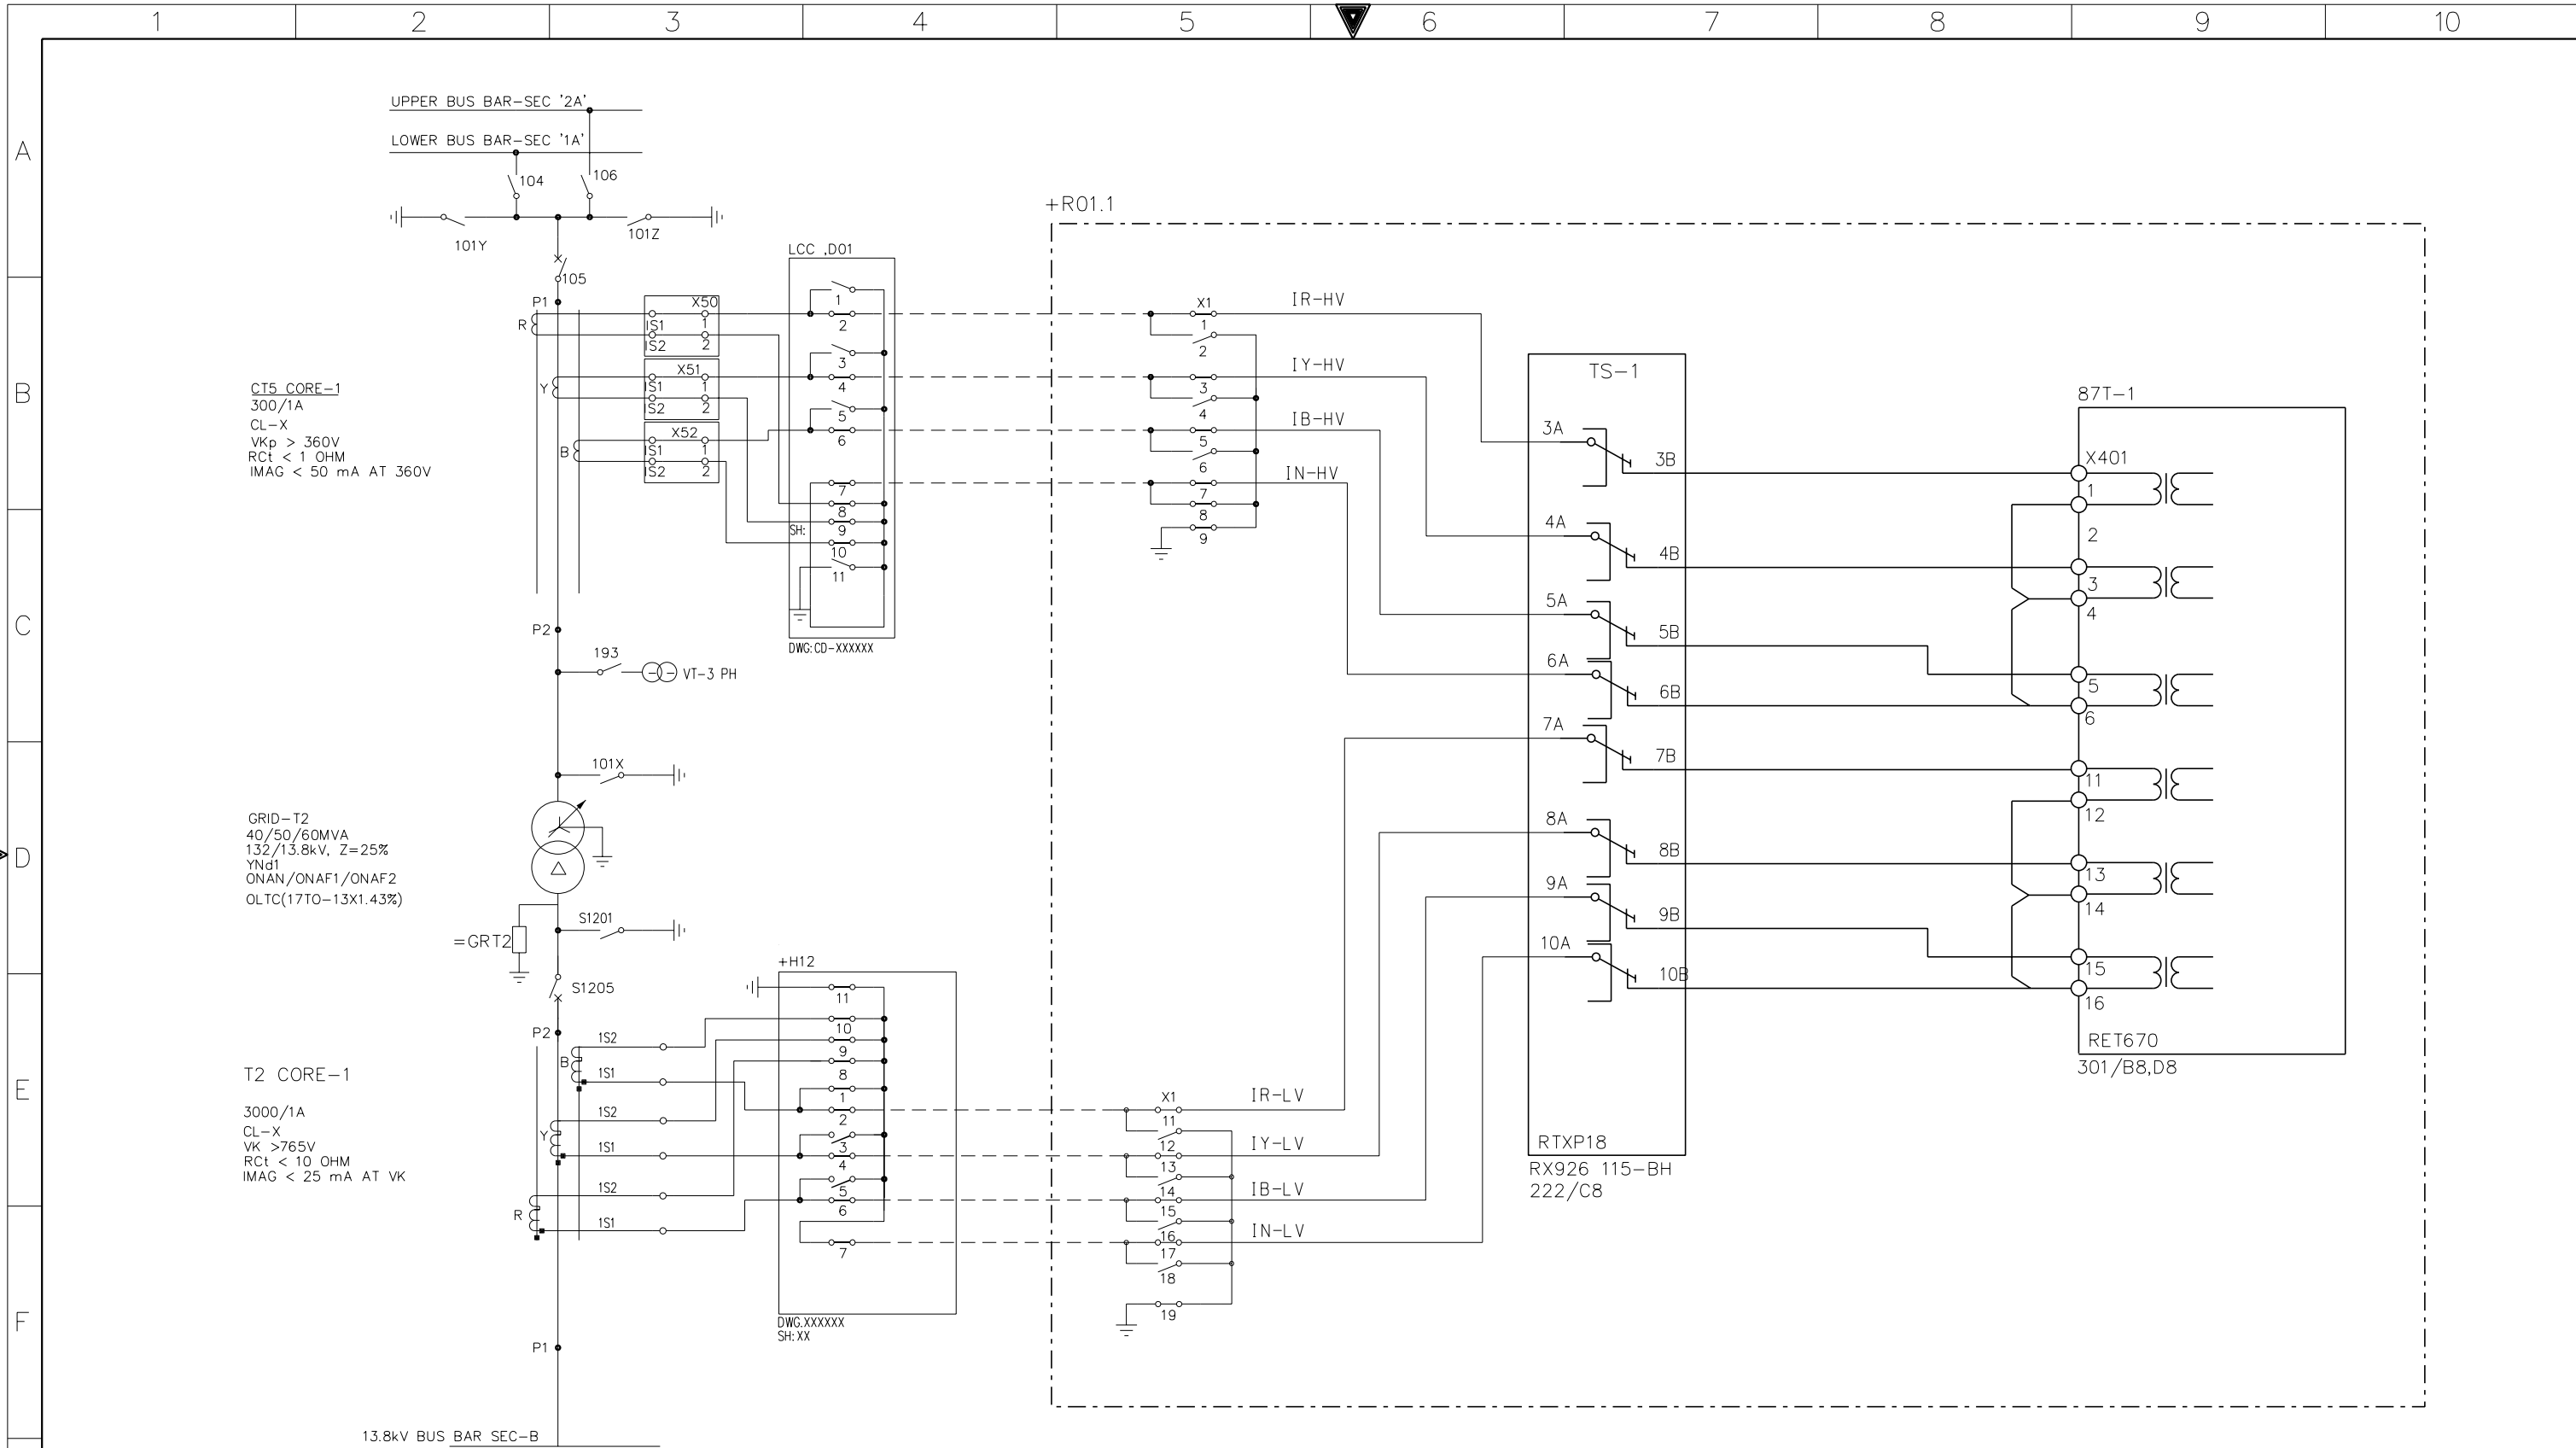 1 2 3 4 5 6 7 8 9 10
A
B
C
D
E
F
UPPER BUS BAR-SEC '2A'
LOWER BUS BAR-SEC '1A'
104
106
101Y
101Z
105
P1
R
Y
B
P2
X50
IS1 1
IS2 2
X51
IS1 1
IS2 2
X52
IS1 1
IS2 2
CT5 CORE-1
300/1A
CL-X
VKp > 360V
RCt < 1 OHM
IMAG < 50 mA AT 360V
LCC ,D01
1
2
3
4
5
6
7
8
9
10
11
SH:
DWG:CD-XXXXXX
193
VT-3 PH
101X
GRID-T2
40/50/60MVA
132/13.8kV, Z=25%
YNd1
ONAN/ONAF1/ONAF2
OLTC(17TO-13X1.43%)
=GRT2
S1201
S1205
P2
B
Y
R
1S2
1S1
1S2
1S1
1S2
1S1
T2 CORE-1
3000/1A
CL-X
VK >765V
RCt < 10 OHM
IMAG < 25 mA AT VK
P1
13.8kV BUS BAR SEC-B
+H12
11
10
9
8
1
2
3
4
5
6
7
DWG.XXXXXX
SH:XX
+R01.1
X1
1
2
3
4
5
6
7
8
9
IR-HV
IY-HV
IB-HV
IN-HV
X1
11
12
13
14
15
16
17
18
19
IR-LV
IY-LV
IB-LV
IN-LV
TS-1
3A 3B
4A 4B
5A 5B
6A 6B
7A 7B
8A 8B
9A 9B
10A 10B
RTXP18
RX926 115-BH
222/C8
87T-1
X401
1
2
3
4
5
6
11
12
13
14
15
16
RET670
301/B8,D8